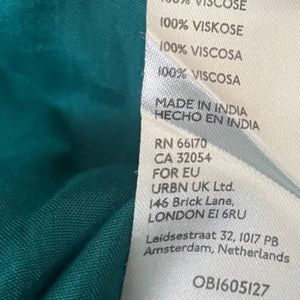 100% VISCOSE
100% VISKOSE
100% VISCOSA
100% VISCOSA
MADE IN INDIA
HECHO EN INDIA
RN 66170
CA 32054
FOR EU
URBN UK Ltd.
146 Brick Lane,
LONDON E1 6RU
Leidsestraat 32, 1017 PB
Amsterdam, Netherlands
OB1605127